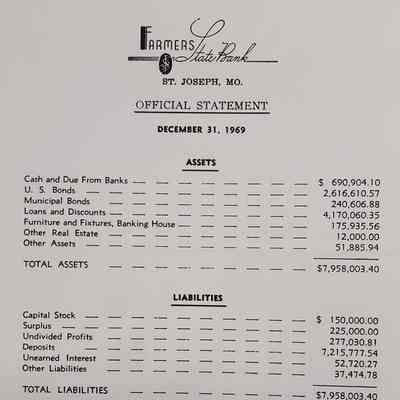 FARMERS State Bank
ST. JOSEPH, MO.
OFFICIAL STATEMENT
DECEMBER 31, 1969
ASSETS
Cash and Due From Banks — — — — — — — — $ 690,904.10
U. S. Bonds — — — — — — — — — — 2,616,610.57
Municipal Bonds — — — — — — — — — 240,606.88
Loans and Discounts — — — — — — — — — 4,170,060.35
Furniture and Fixtures, Banking House — — — — — — 175,935.56
Other Real Estate — — — — — — — — — 12,000.00
Other Assets — — — — — — — — — — 51,885.94
TOTAL ASSETS — — — — — — — — — $7,958,003.40
LIABILITIES
Capital Stock — — — — — — — — — — $ 150,000.00
Surplus — — — — — — — — — — — 225,000.00
Undivided Profits — — — — — — — — — 277,030.81
Deposits — — — — — — — — — — — 7,215,777.54
Unearned Interest — — — — — — — — — 52,720.27
Other Liabilities — — — — — — — — — 37,474.78
TOTAL LIABILITIES — — — — — — — — $7,958,003.40